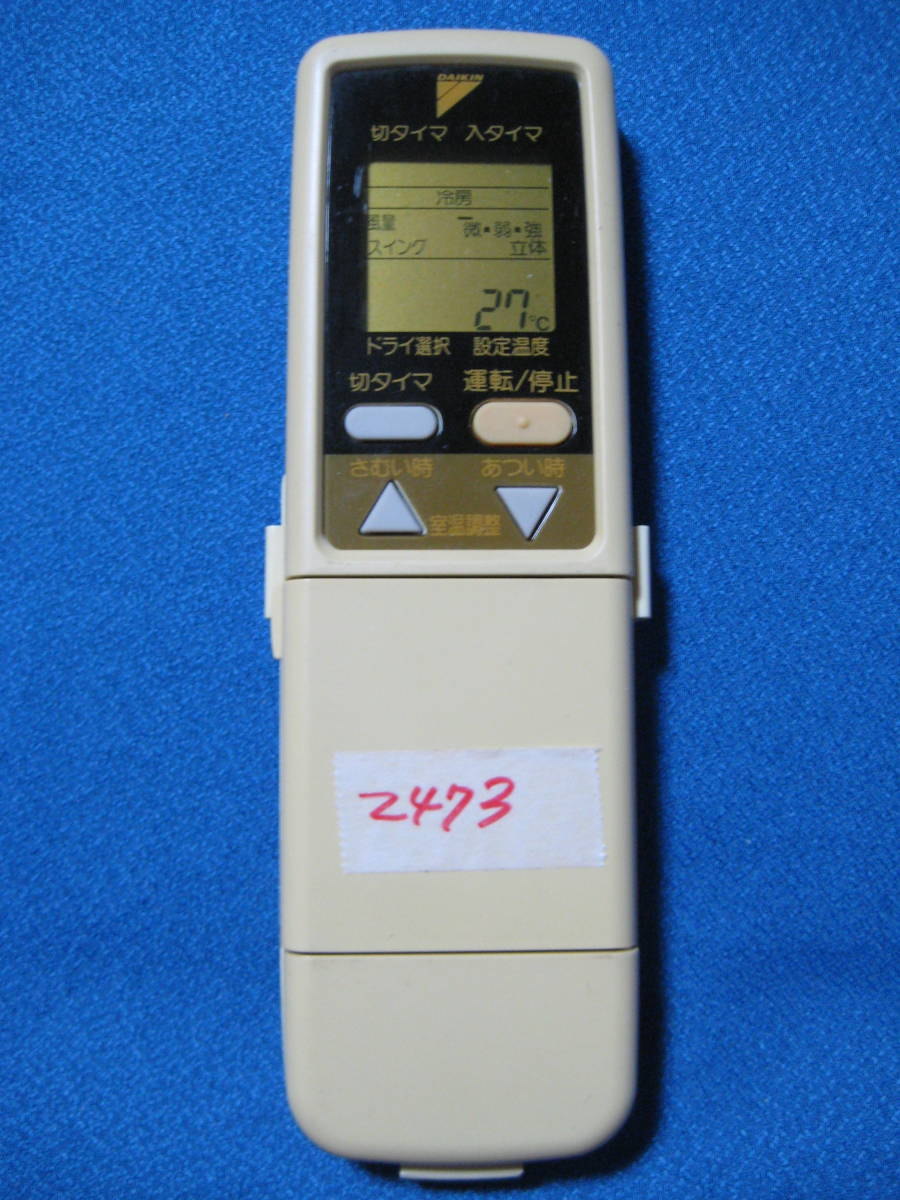 DAIKIN
切タイマ 入タイマ
冷房
風量 微・弱・強
スイング 立体
27℃
ドライ選択 設定温度
切タイマ 運転/停止
さむい時 あつい時
室温調整
2473